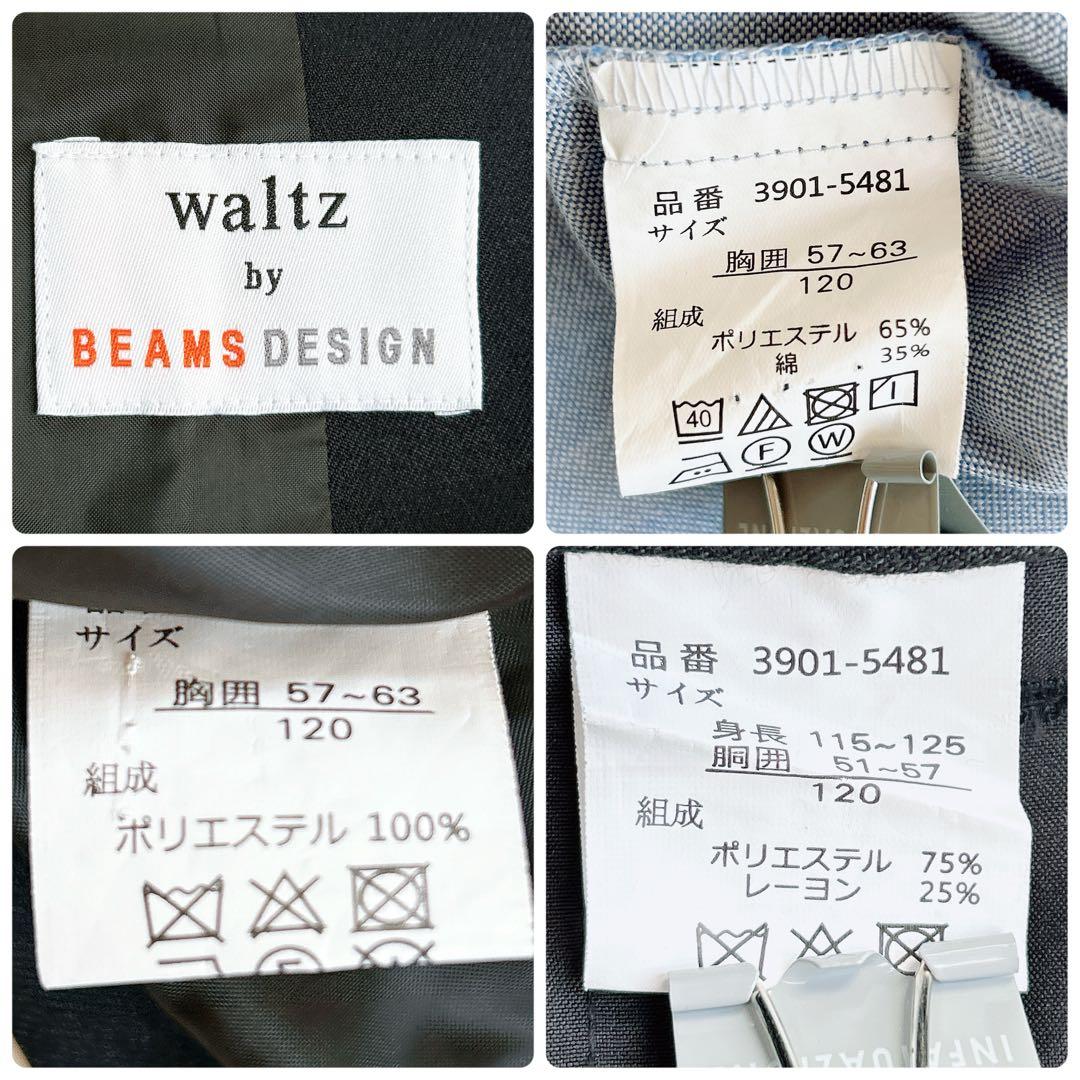 waltz
by
BEAMS DESIGN
品番 3901-5481
サイズ
胸囲 57~63
120
組成
ポリエステル 65%
綿 35%
40
F
W
サイズ
胸囲 57~63
120
組成
ポリエステル 100%
品番 3901-5481
サイズ
身長 115~125
胴囲 51~57
120
組成
ポリエステル 75%
レーヨン 25%